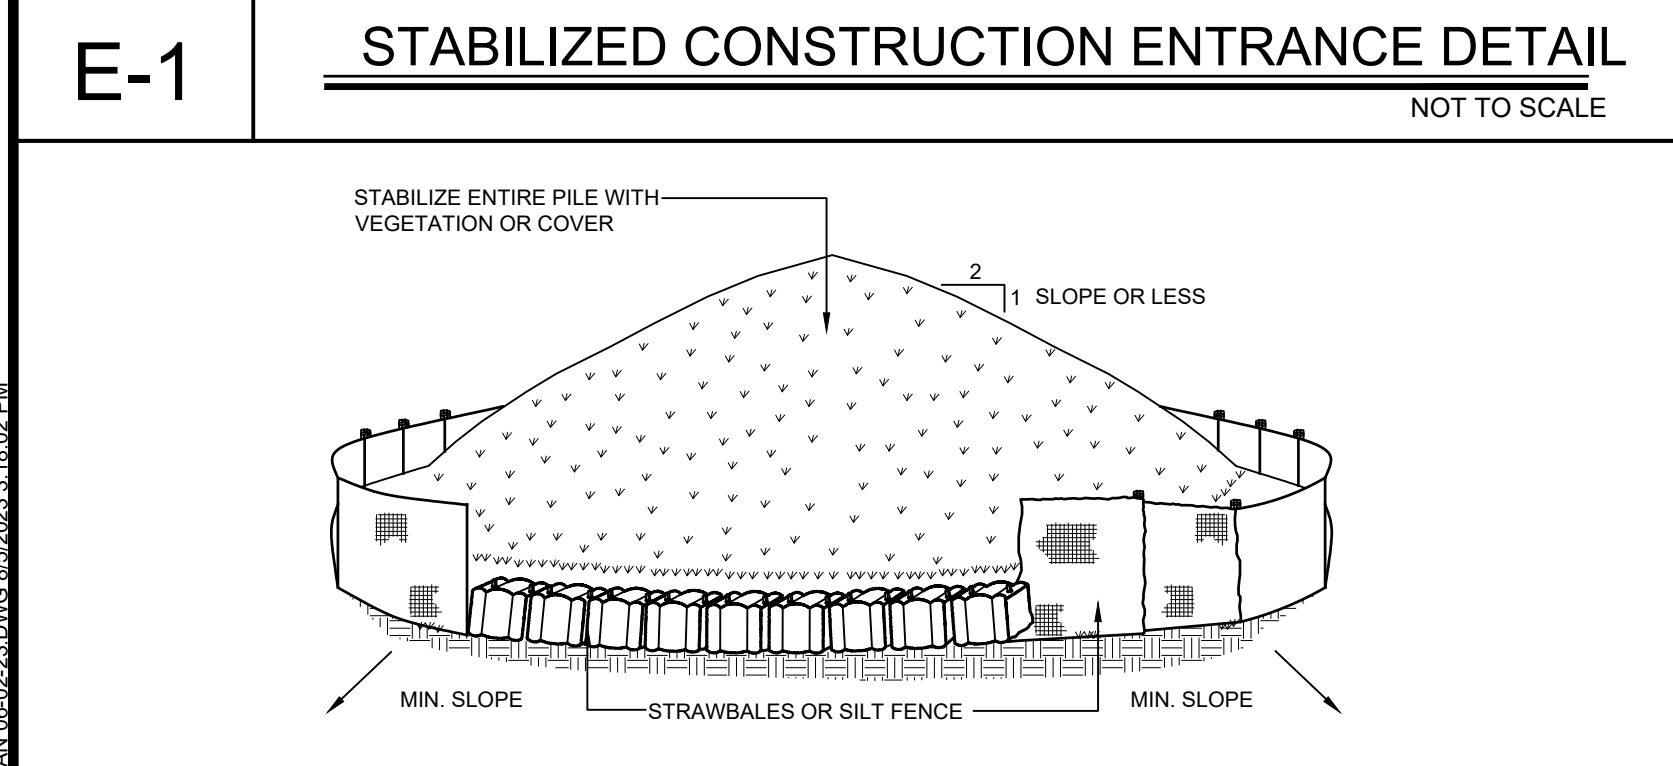 E-1
STABILIZED CONSTRUCTION ENTRANCE DETAIL
NOT TO SCALE
STABILIZE ENTIRE PILE WITH
VEGETATION OR COVER
2
1 SLOPE OR LESS
MIN. SLOPE
STRAWBALES OR SILT FENCE
MIN. SLOPE